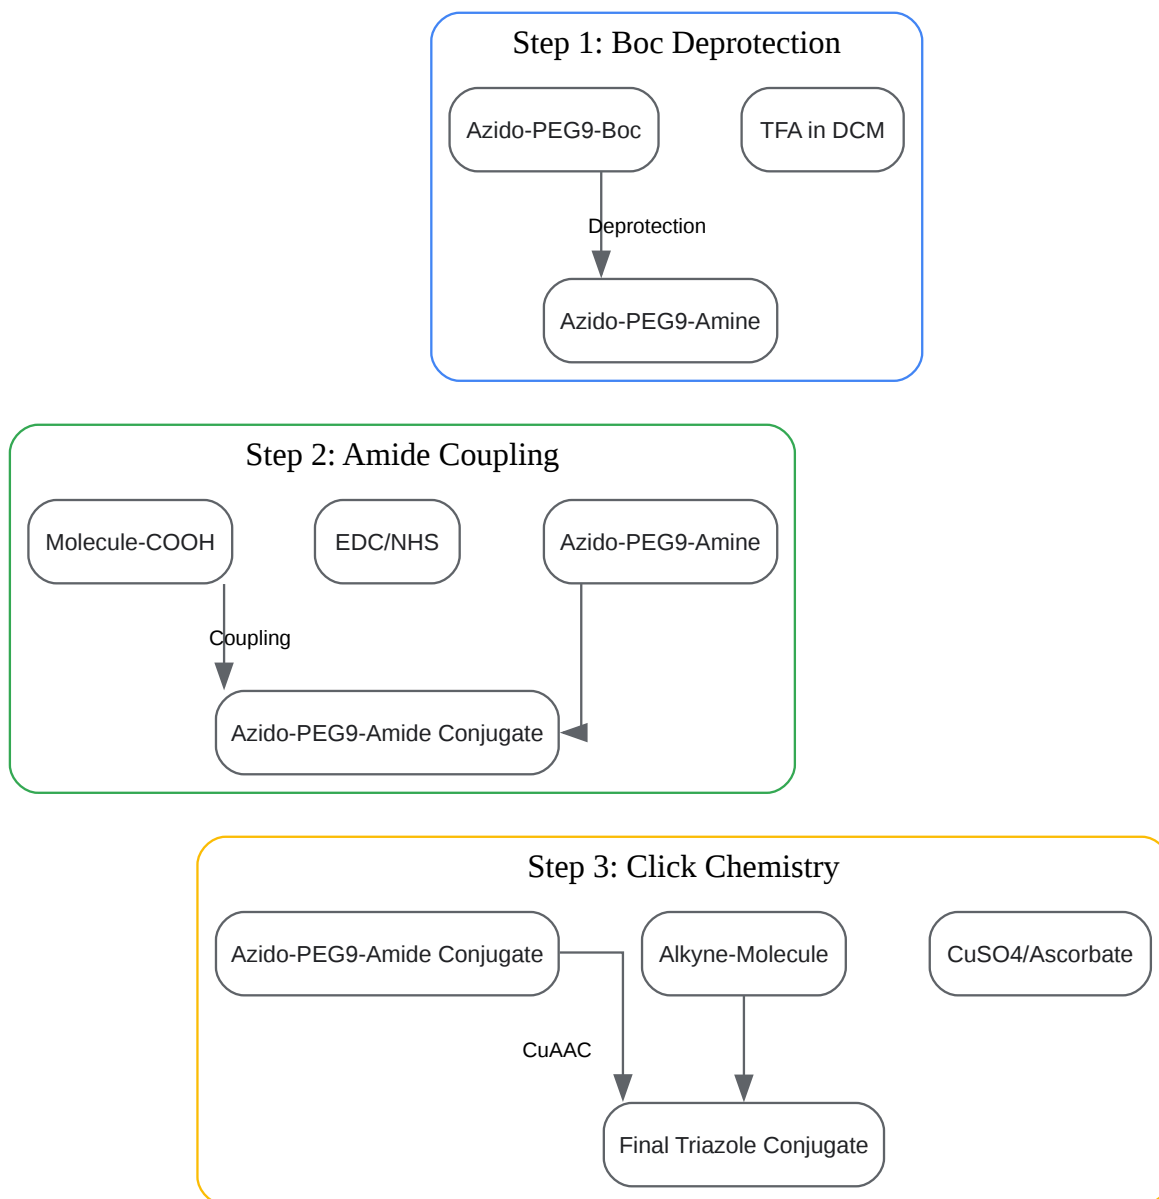 Step 1: Boc Deprotection
Azido-PEG9-Boc
TFA in DCM
Deprotection
Azido-PEG9-Amine
Step 2: Amide Coupling
Molecule-COOH
EDC/NHS
Azido-PEG9-Amine
Coupling
Azido-PEG9-Amide Conjugate
Step 3: Click Chemistry
Azido-PEG9-Amide Conjugate
Alkyne-Molecule
CuSO4/Ascorbate
CuAAC
Final Triazole Conjugate